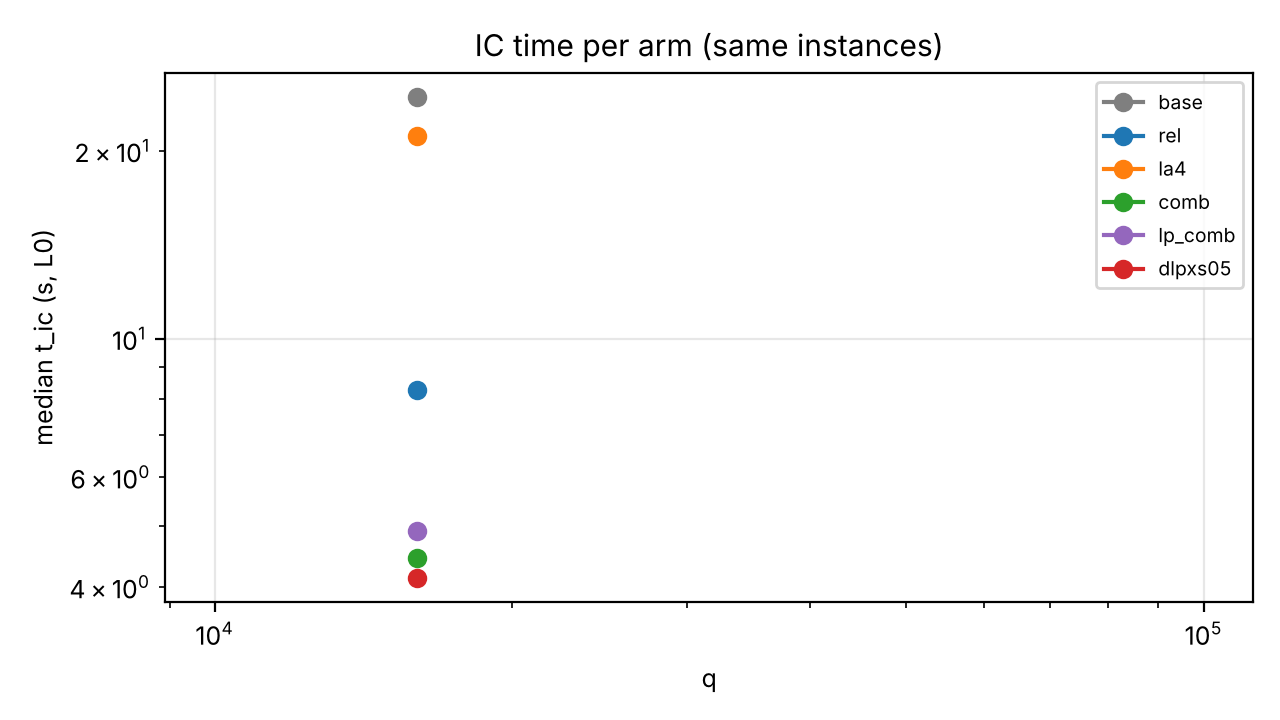 IC time per arm (same instances)
base
rel
la4
comb
lp_comb
dlpxs05
median t_ic (s, L0)
2 × 10¹
10¹
6 × 10⁰
4 × 10⁰
10⁴
10⁵
q